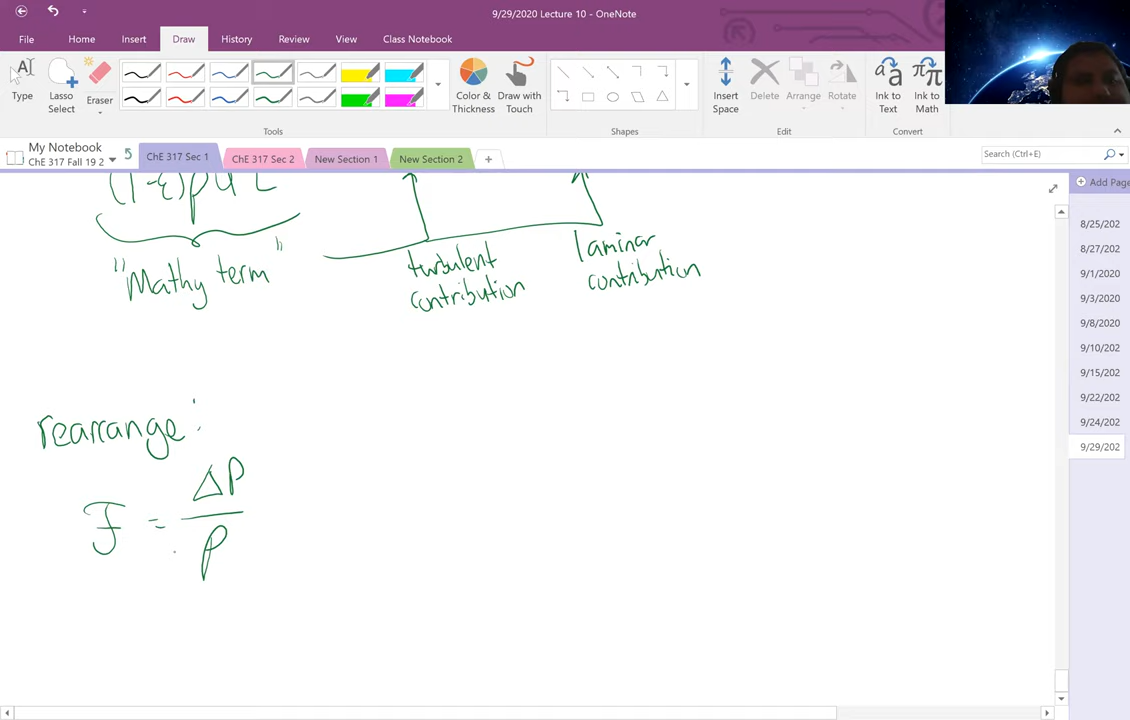 9/29/2020 Lecture 10 - OneNote
File Home Insert Draw History Review View Class Notebook
Type
Lasso Select
Eraser
Color & Thickness
Draw with Touch
Insert Space
Delete
Arrange
Rotate
Ink to Text
Ink to Math
Tools
Shapes
Edit
Convert
My Notebook
ChE 317 Fall 19 2
ChE 317 Sec 1
ChE 317 Sec 2
New Section 1
New Section 2
Search (Ctrl+E)
Add Page
8/25/202
8/27/202
9/1/2020
9/3/2020
9/8/2020
9/10/202
9/15/202
9/22/202
9/24/202
9/29/202
"Mathy term"
turbulent
contribution
laminar
contribution
rearrange:
F = ΔP
ρ